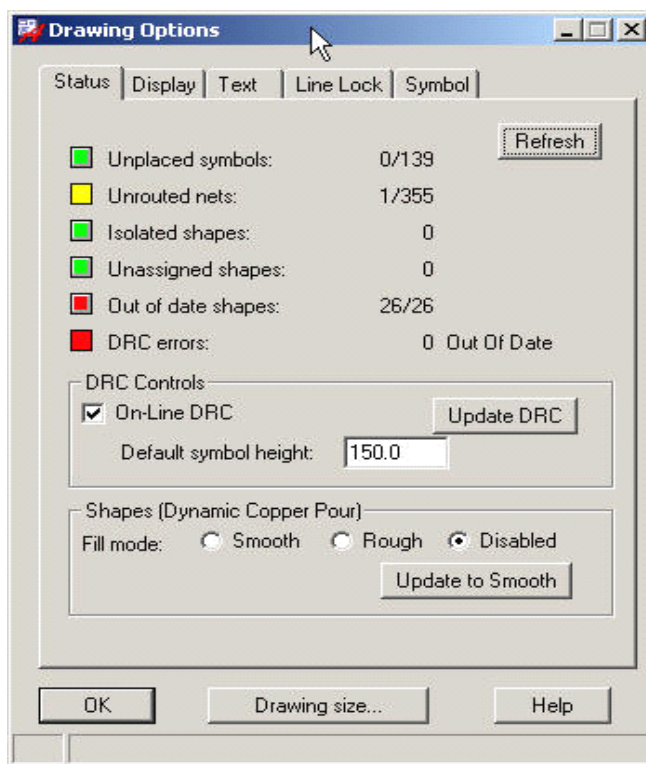 Drawing Options
Status Display Text Line Lock Symbol
Refresh
Unplaced symbols: 0/139
Unrouted nets: 1/355
Isolated shapes: 0
Unassigned shapes: 0
Out of date shapes: 26/26
DRC errors: 0 Out Of Date
DRC Controls
On-Line DRC Update DRC
Default symbol height: 150.0
Shapes (Dynamic Copper Pour)
Fill mode: Smooth Rough Disabled
Update to Smooth
OK Drawing size... Help